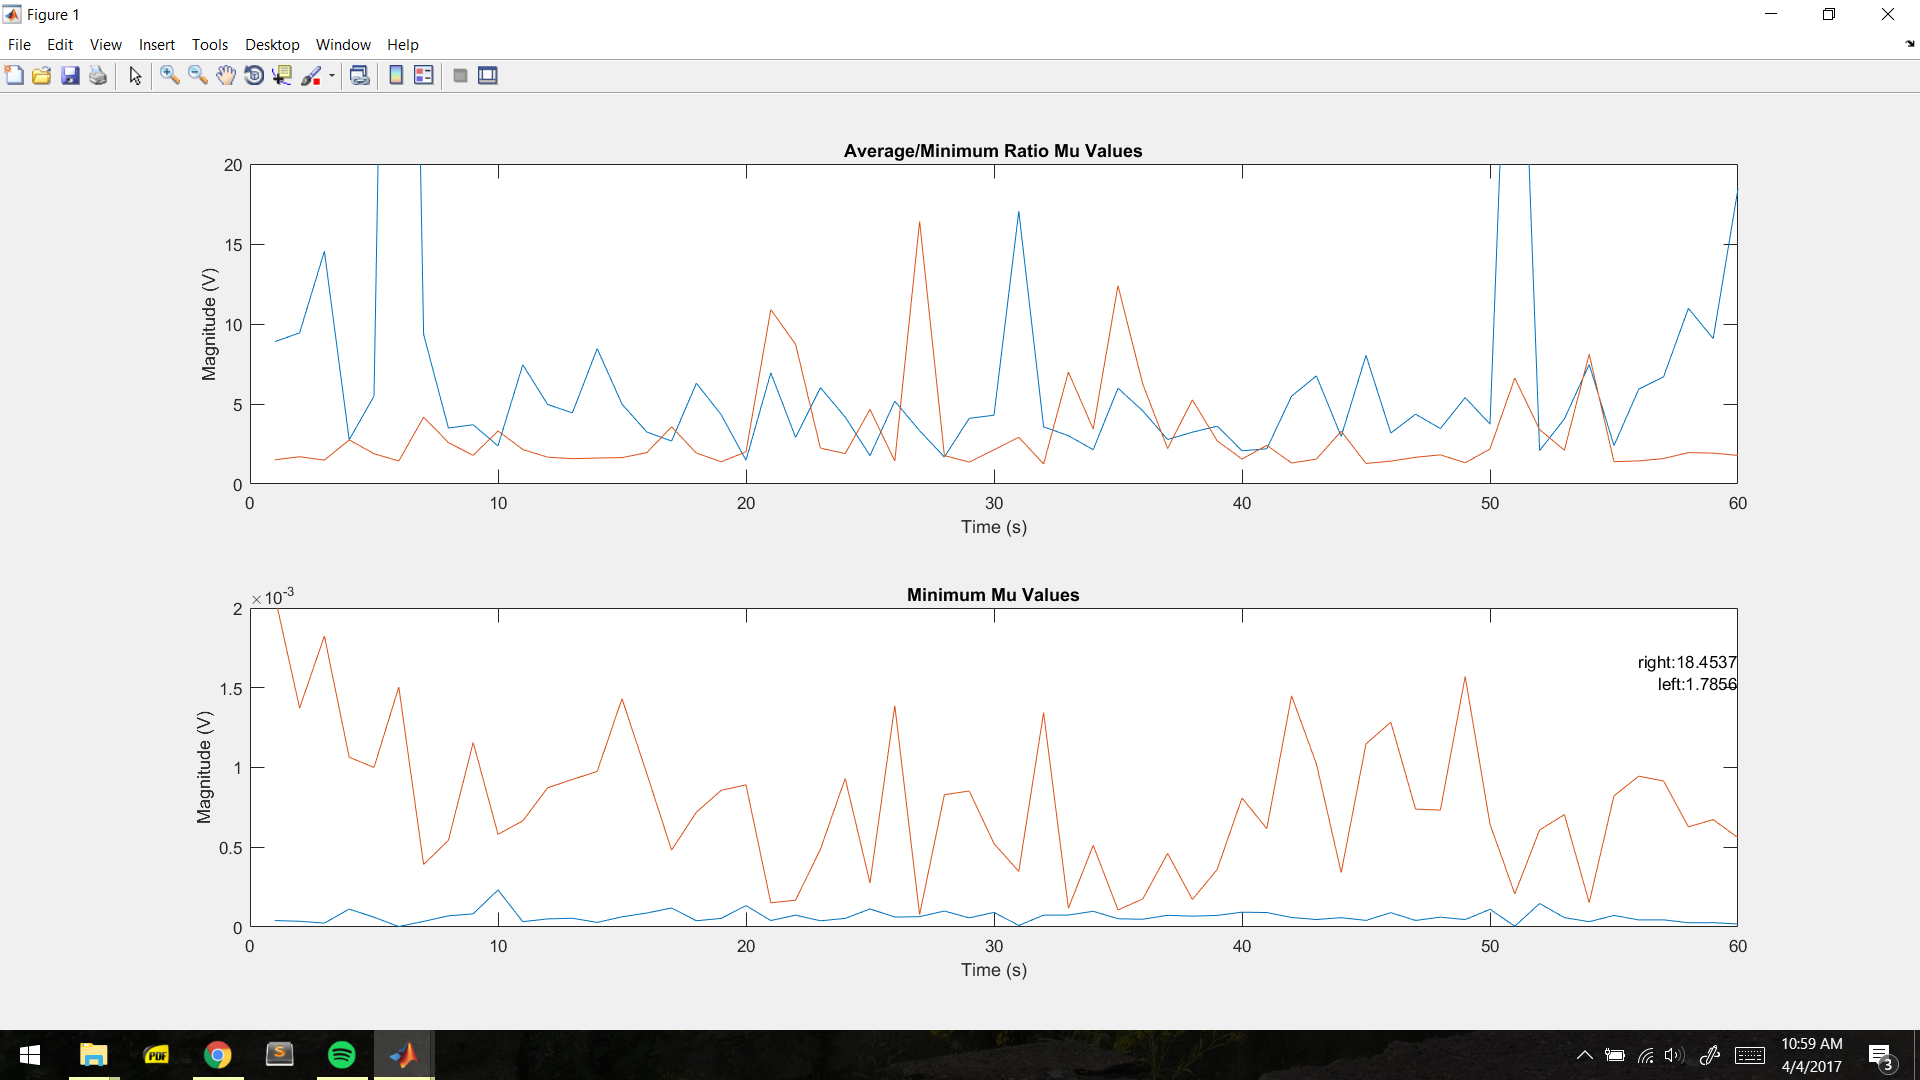 Figure 1
File Edit View Insert Tools Desktop Window Help
Average/Minimum Ratio Mu Values
20
15
10
5
0
Magnitude (V)
0 10 20 30 40 50 60
Time (s)
Minimum Mu Values
×10-3
2
1.5
1
0.5
0
Magnitude (V)
right:18.4537
left:1.7856
0 10 20 30 40 50 60
Time (s)
PDF
S
10:59 AM
4/4/2017
3